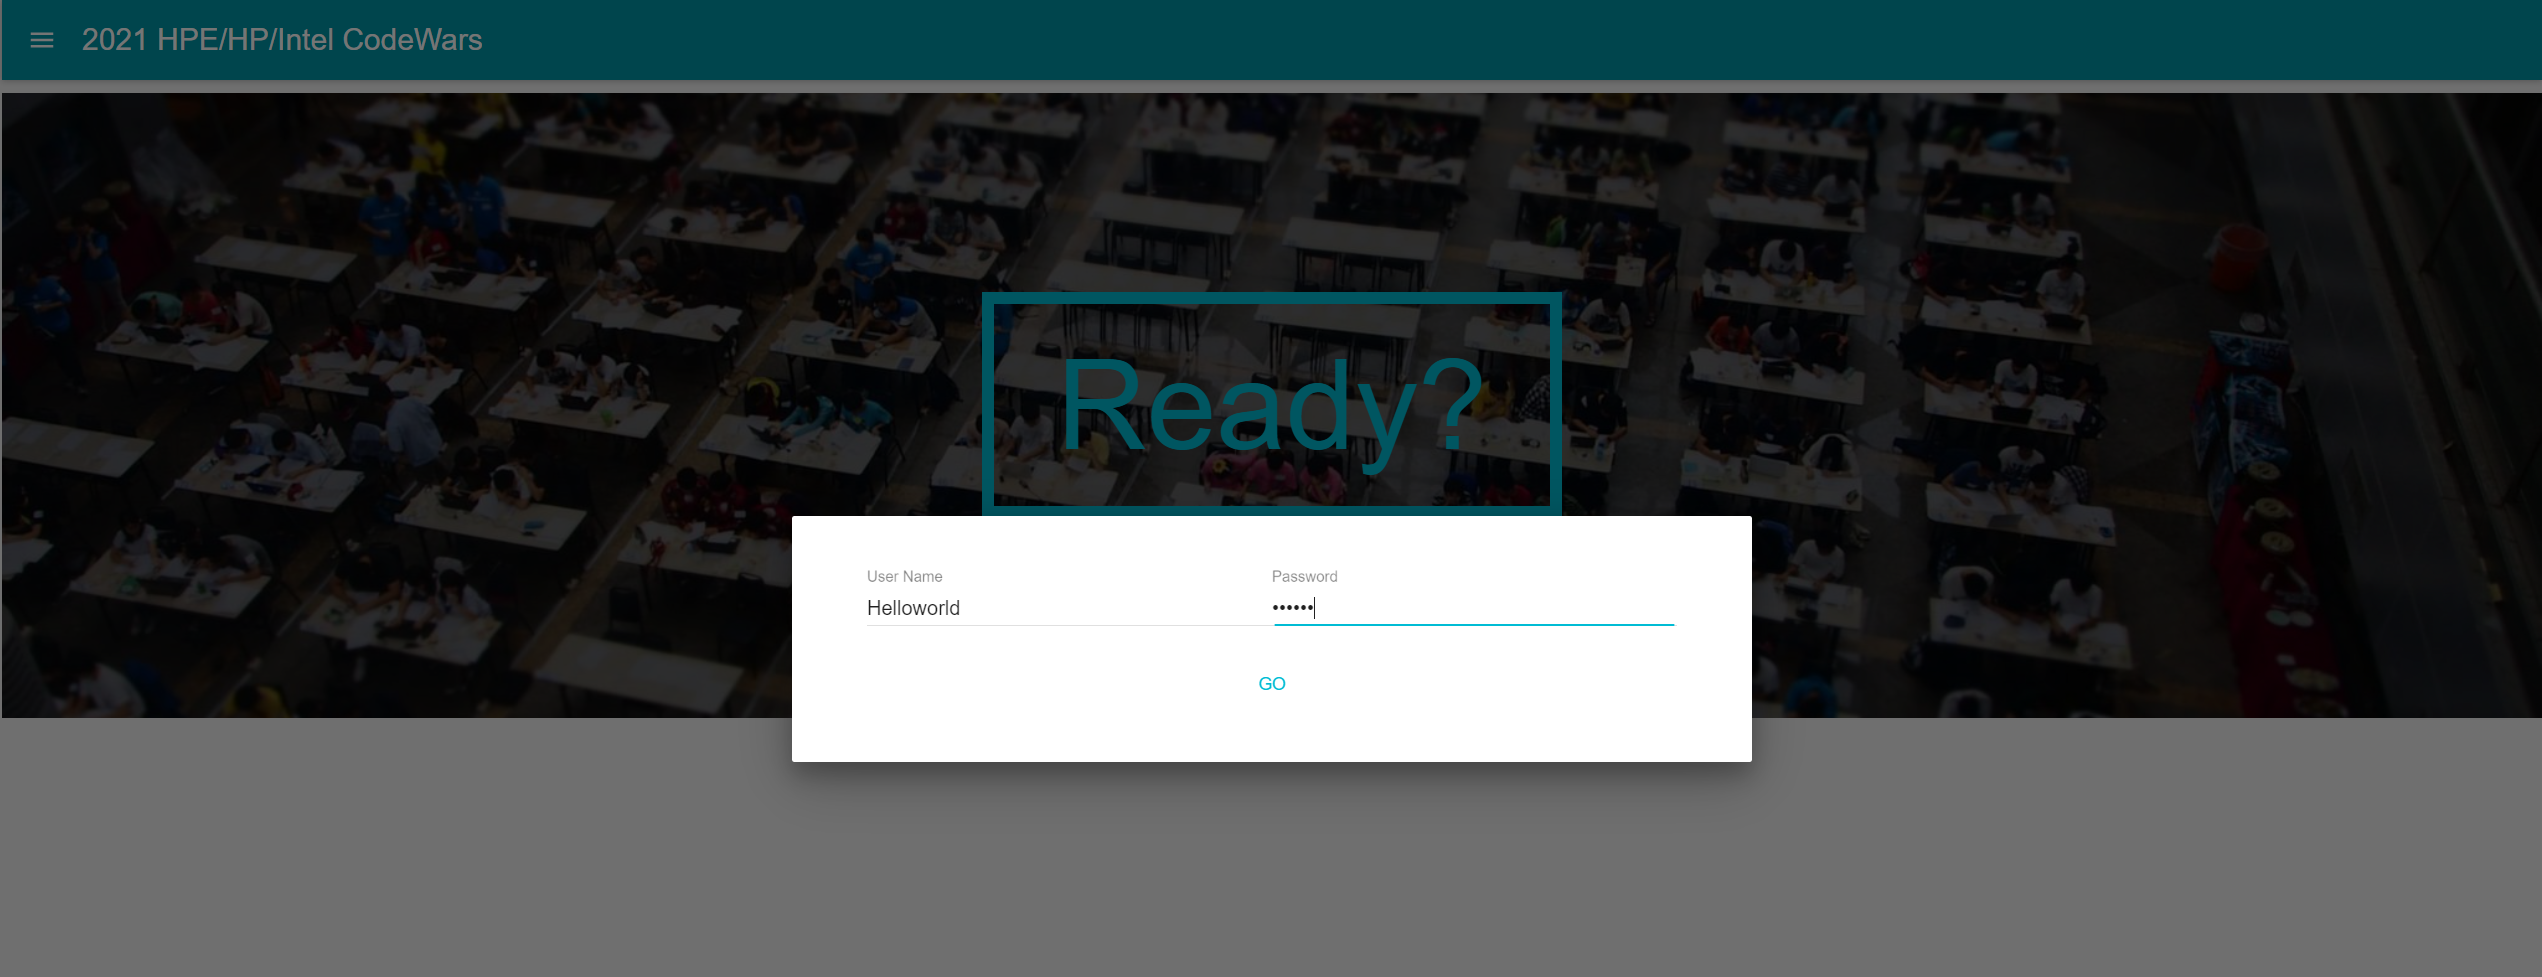 2021 HPE/HP/Intel CodeWars
Ready?
User Name
Password
Helloworld
••••••
GO